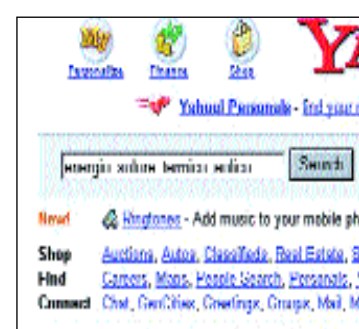 My
Personalize Finance Shop
Y
Yahoo! Personals - find your
energia Search
New! Ringtones - Add music to your mobile ph
Shop Auctions, Autos, Classifieds, Real Estate, S
Find Careers, Maps, People Search, Personals, Y
Connect Chat, GeoCities, Greetings, Groups, Mail, M